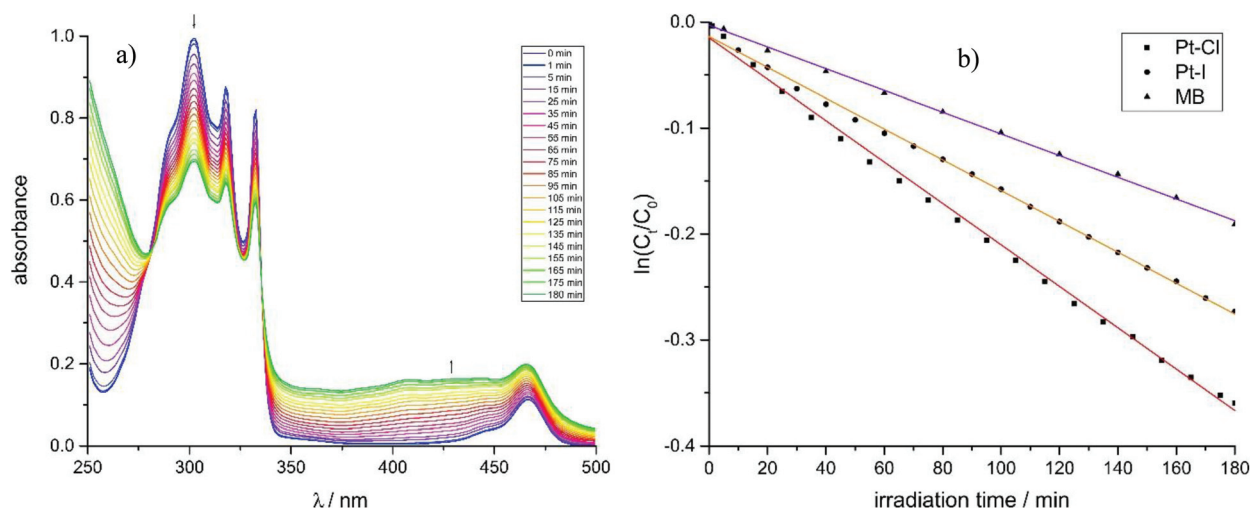 a)
1.0
0.8
0.6
0.4
0.2
0.0
absorbance
250
300
350
400
450
500
λ / nm
0 min
1 min
5 min
15 min
25 min
35 min
45 min
55 min
65 min
75 min
85 min
95 min
105 min
115 min
125 min
135 min
145 min
155 min
165 min
175 min
180 min
b)
0.0
-0.1
-0.2
-0.3
-0.4
ln(Ct/C0)
0
20
40
60
80
100
120
140
160
180
irradiation time / min
Pt-Cl
Pt-I
MB